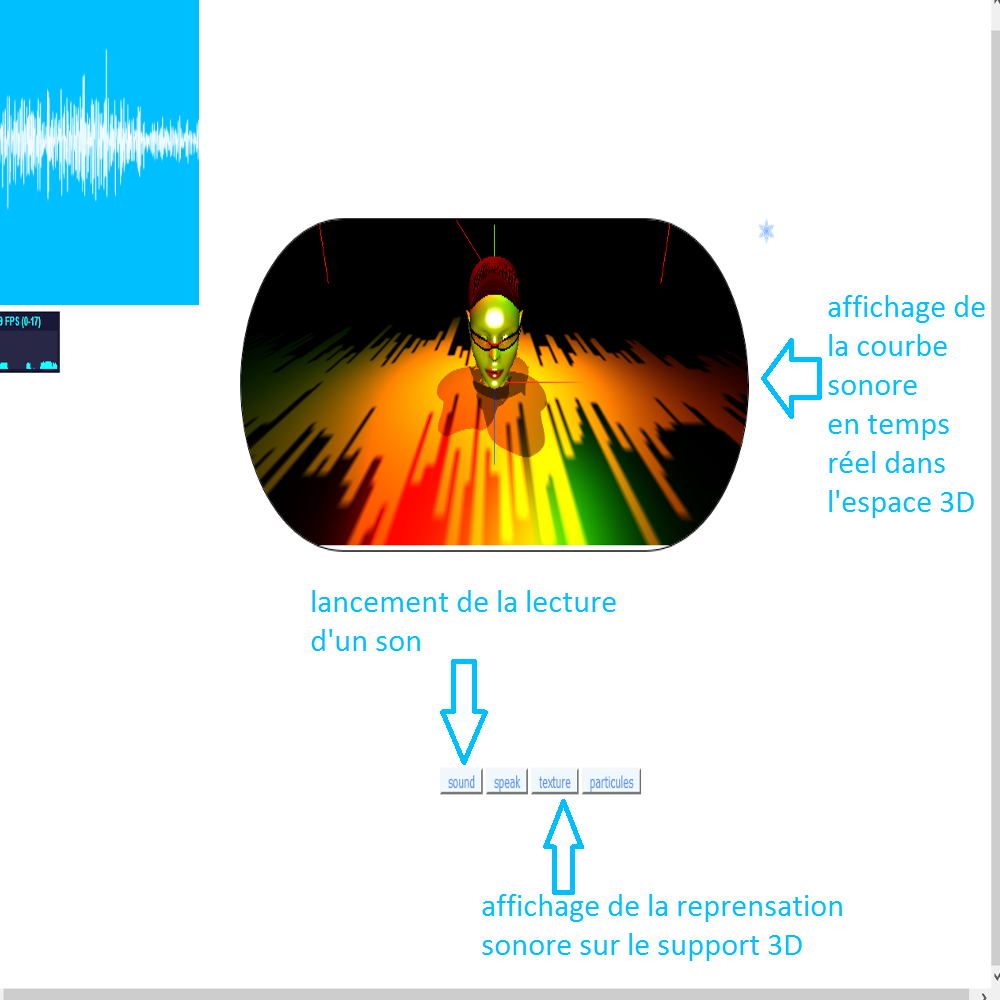 9 FPS (0-17)
affichage de
la courbe
sonore
en temps
réel dans
l'espace 3D
lancement de la lecture
d'un son
sound speak texture particules
affichage de la reprensation
sonore sur le support 3D